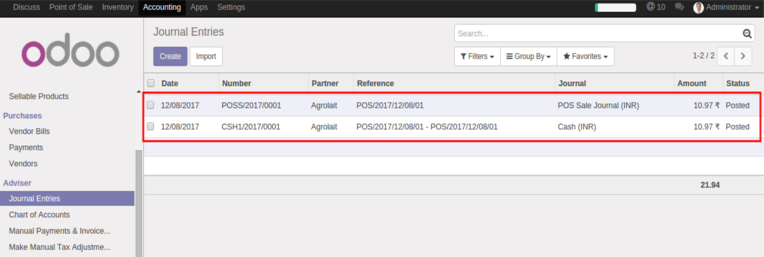 Discuss Point of Sale Inventory Accounting Apps Settings @ 10 Administrator
odoo
Sellable Products
Purchases
Vendor Bills
Payments
Vendors
Adviser
Journal Entries
Chart of Accounts
Manual Payments & Invoice...
Make Manual Tax Adjustme...
Journal Entries
Search...
Create Import Filters Group By Favorites 1-2 / 2
Date Number Partner Reference Journal Amount Status
12/08/2017 POSS/2017/0001 Agrolait POS/2017/12/08/01 POS Sale Journal (INR) 10.97 ₹ Posted
12/08/2017 CSH1/2017/0001 Agrolait POS/2017/12/08/01 - POS/2017/12/08/01 Cash (INR) 10.97 ₹ Posted
21.94